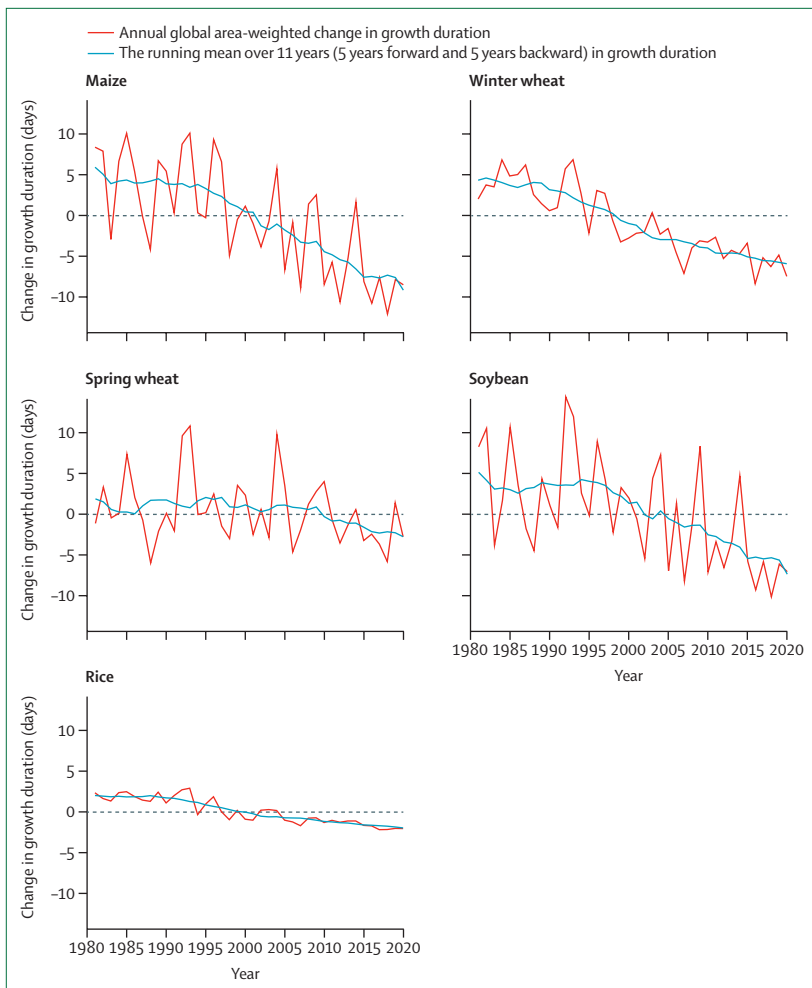 Annual global area-weighted change in growth duration
The running mean over 11 years (5 years forward and 5 years backward) in growth duration
Maize
Winter wheat
Change in growth duration (days)
10
5
0
−5
−10
Spring wheat
Soybean
Change in growth duration (days)
10
5
0
−5
−10
1980 1985 1990 1995 2000 2005 2010 2015 2020
Year
Rice
Change in growth duration (days)
10
5
0
−5
−10
1980 1985 1990 1995 2000 2005 2010 2015 2020
Year